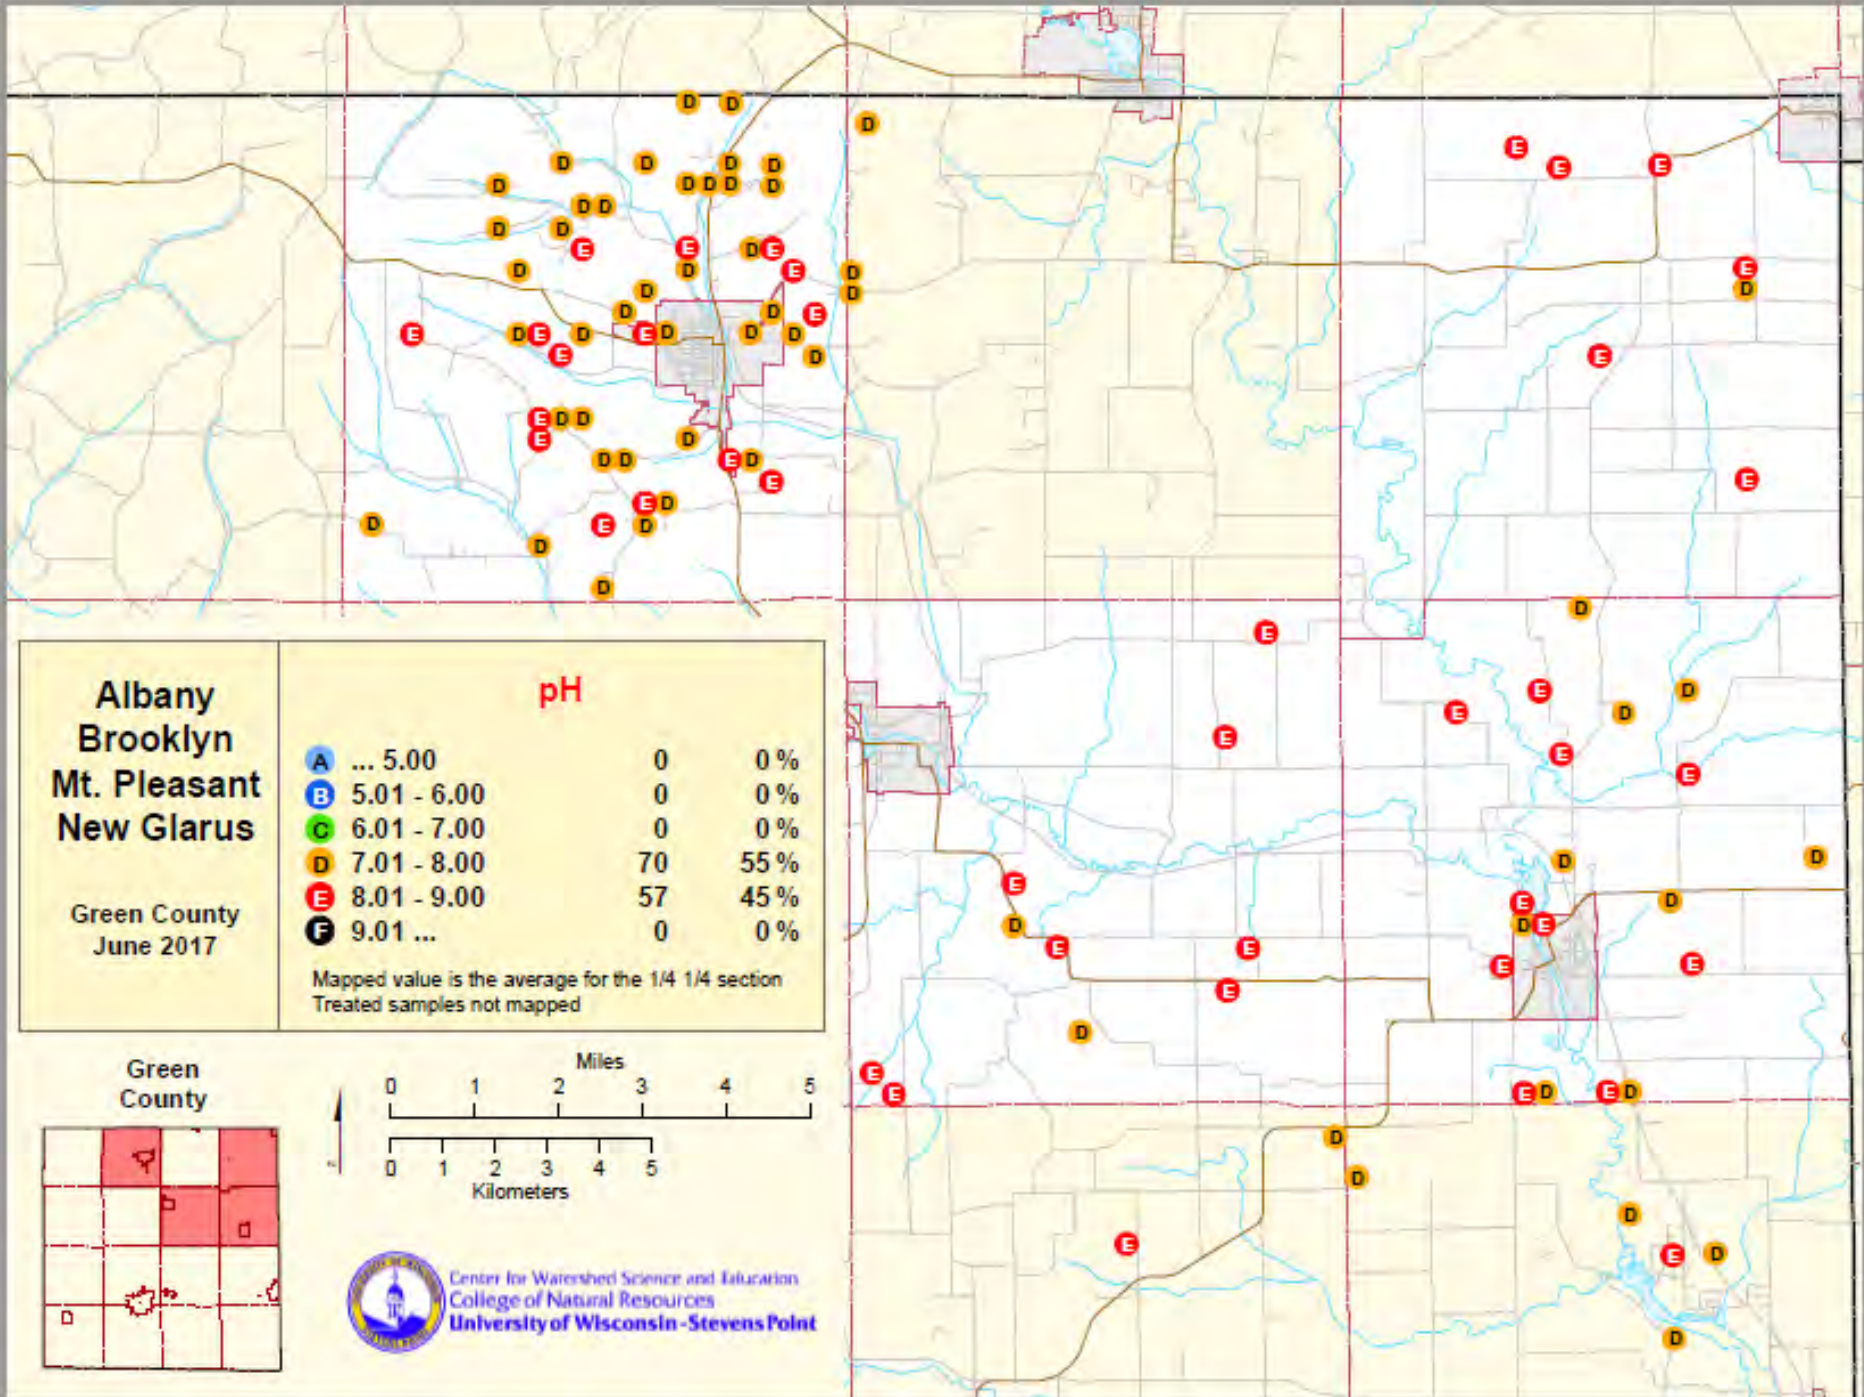 Albany
Brooklyn
Mt. Pleasant
New Glarus
Green County
June 2017
pH
A ... 5.00 0 0 %
B 5.01 - 6.00 0 0 %
C 6.01 - 7.00 0 0 %
D 7.01 - 8.00 70 55 %
E 8.01 - 9.00 57 45 %
F 9.01 ... 0 0 %
Mapped value is the average for the 1/4 1/4 section
Treated samples not mapped
Green
County
Miles
0 1 2 3 4 5
0 1 2 3 4 5
Kilometers
Center for Watershed Science and Education
College of Natural Resources
University of Wisconsin - Stevens Point